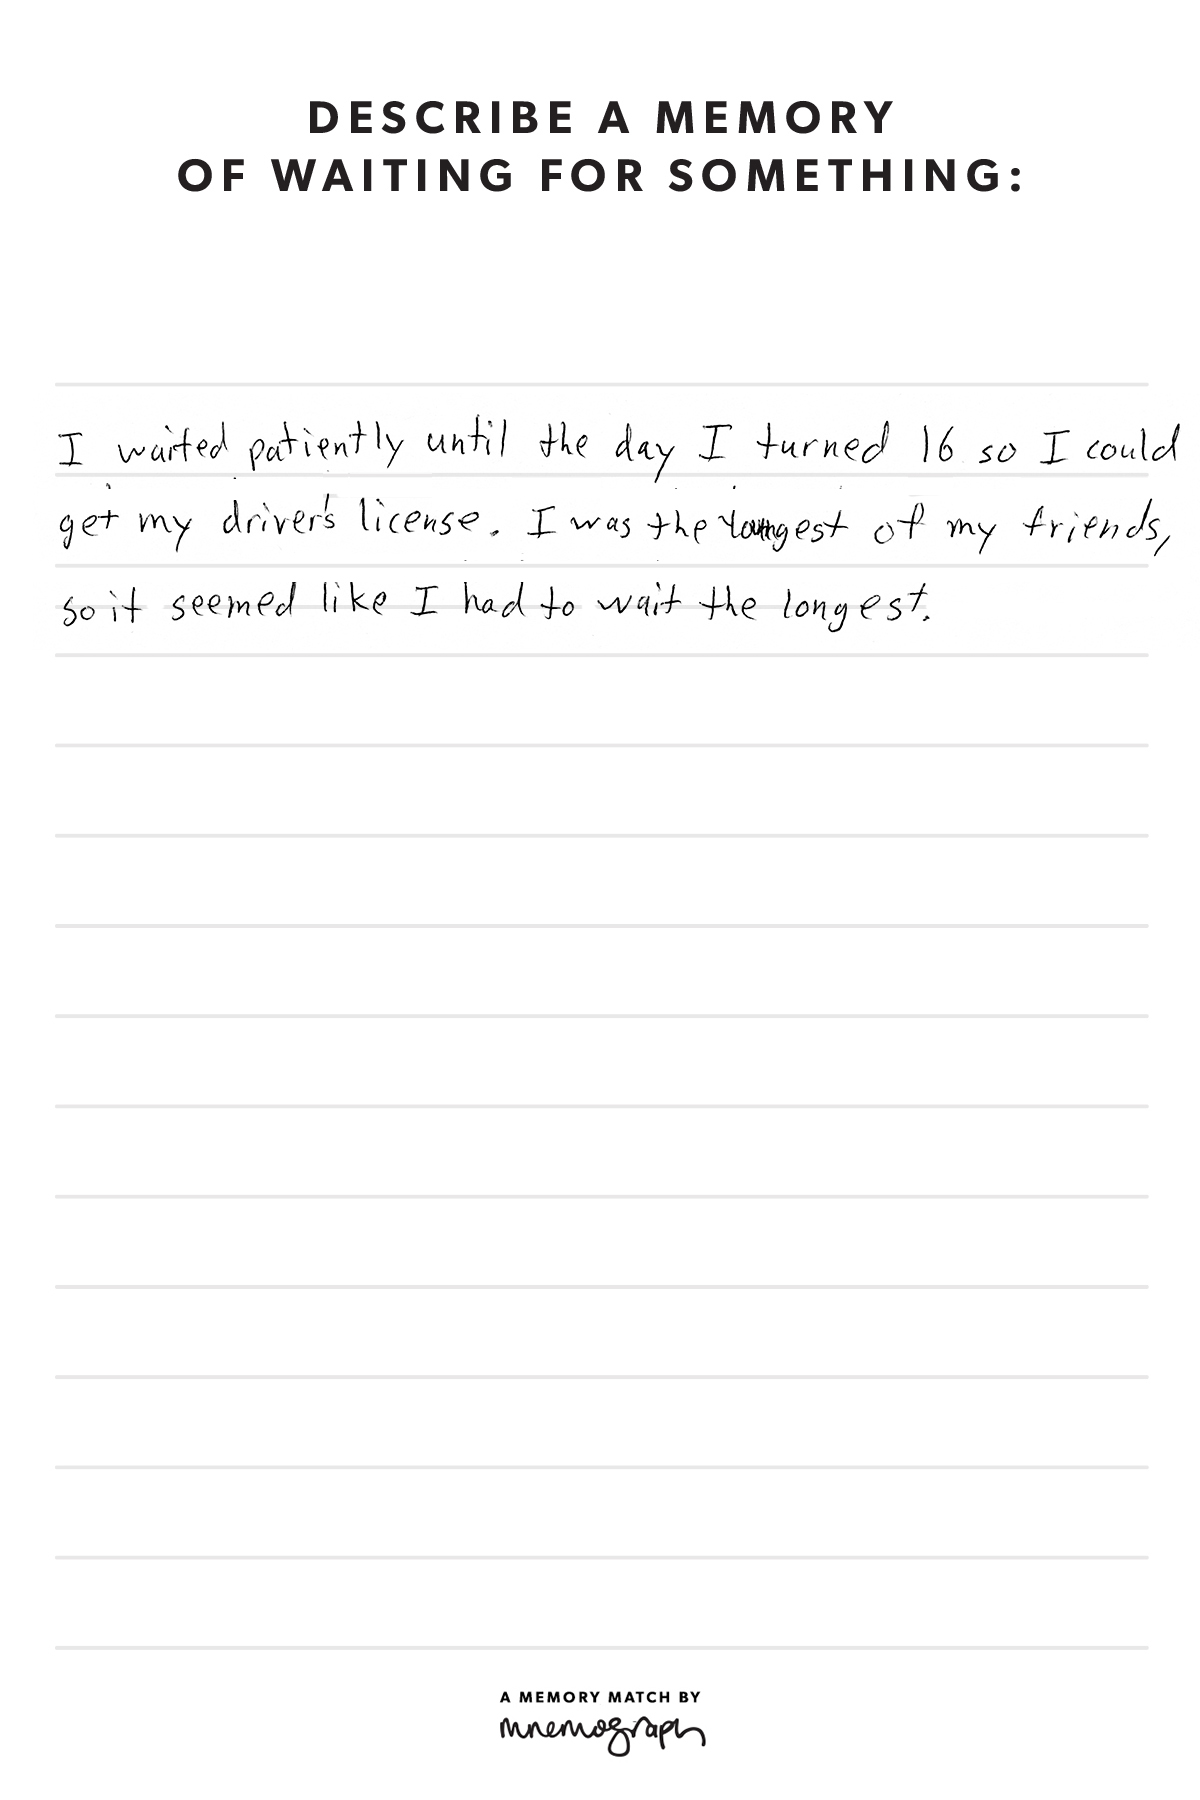 DESCRIBE A MEMORY
OF WAITING FOR SOMETHING:
I waited patiently until the day I turned 16 so I could
get my driver's license. I was the youngest of my friends,
so it seemed like I had to wait the longest.
A MEMORY MATCH BY
mnemograph